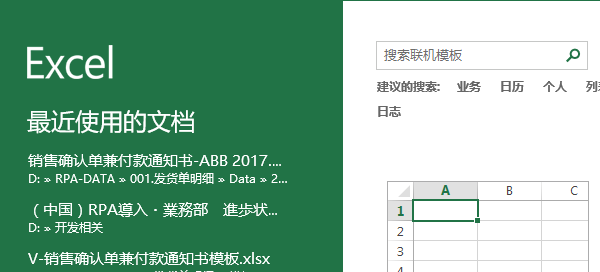 Excel
搜索联机模板
建议的搜索: 业务 日历 个人
日志
最近使用的文档
销售确认单兼付款通知书-ABB 2017....
D: » RPA-DATA » 001.发货单明细 » Data » 2...
（中国）RPA導入・業務部 進歩状...
D: » 开发相关
V-销售确认单兼付款通知书模板.xlsx
A B C
1
2
3
4